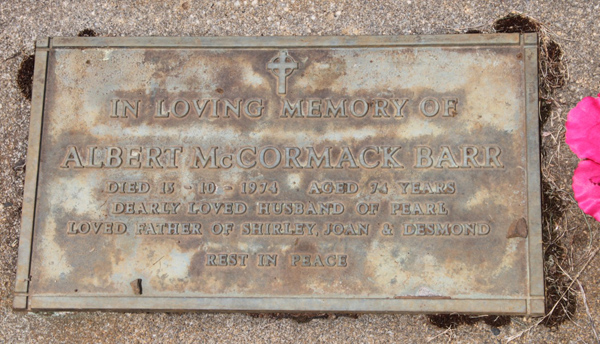 IN LOVING MEMORY OF
ALBERT McCORMACK BARR
DIED 15 - 10 - 1974 • AGED 74 YEARS
DEARLY LOVED HUSBAND OF PEARL
LOVED FATHER OF SHIRLEY, JOAN & DESMOND
REST IN PEACE